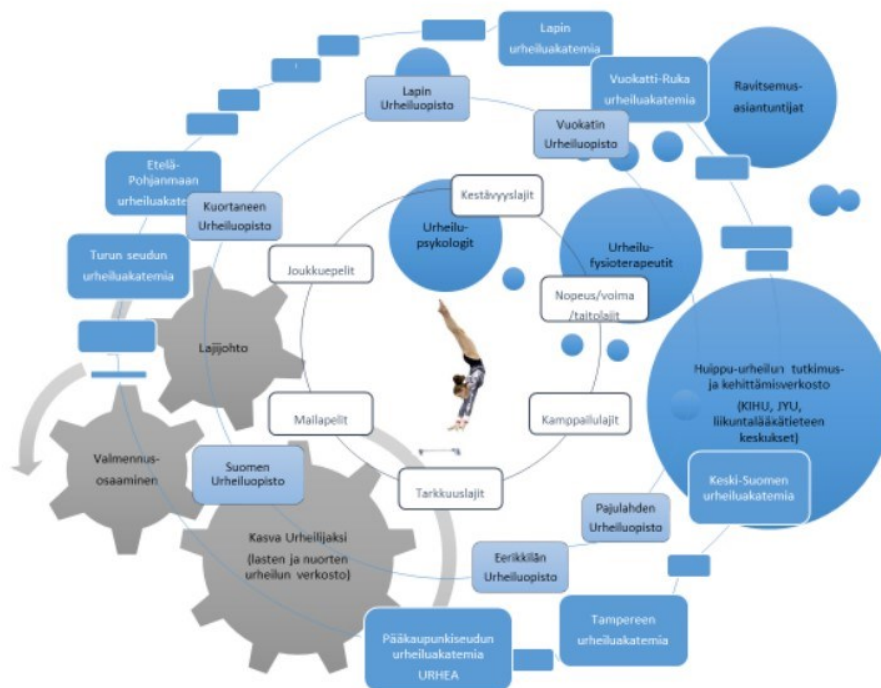 Lapin
urheiluakatemia
Vuokatti-Ruka
urheiluakatemia
Ravitsemus-
asiantuntijat
Lapin
Urheiluopisto
Vuokatin
Urheiluopisto
Etelä-
Pohjanmaan
Kuortaneen
Urheiluopisto
Kestävyyslajit
Urheilu-
psykologit
Urheilu-
fysioterapeutit
Turun seudun
urheiluakatemia
Joukkuepelit
Nopeus/voima
/taitolajit
Lajijohto
Huippu-urheilun tutkimus-
ja kehittämisverkosto
(KIHU, JYU,
liikuntalääkätieteen
keskukset)
Mailapelit
Kamppailulajit
Valmennus-
osaaminen
Suomen
Urheiluopisto
Tarkkuuslajit
Keski-Suomen
urheiluakatemia
Pajulahden
Urheiluopisto
Kasva Urheilijaksi
(lasten ja nuorten
urheilun verkosto)
Eerikkilän
Urheiluopisto
Tampereen
urheiluakatemia
Pääkaupunkiseudun
urheiluakatemia
URHEA